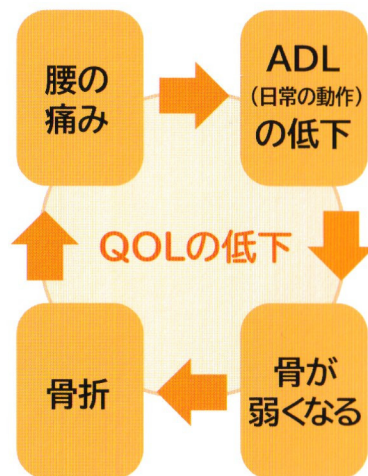 腰の
痛み
ADL
(日常の動作)
の低下
QOLの低下
骨折
骨が
弱くなる